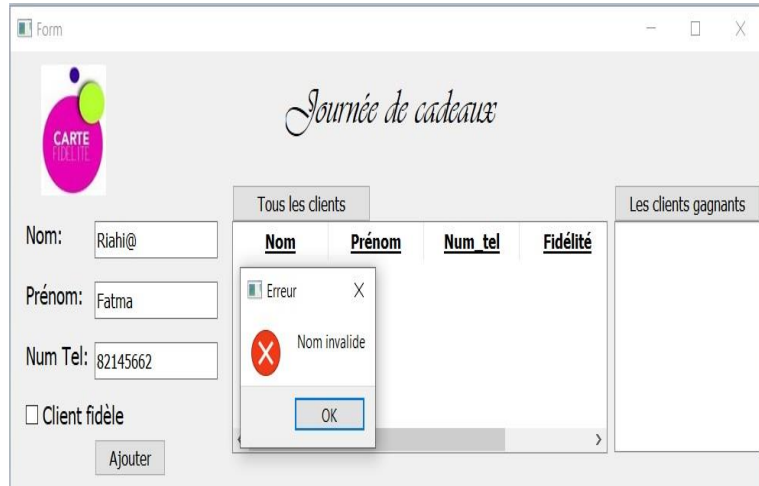 Form
CARTE
FIDELITE
Journée de cadeaux
Tous les clients
Les clients gagnants
Nom:
Riahi@
Nom Prénom Num_tel Fidélité
Prénom:
Fatma
Erreur
Nom invalide
OK
Num Tel:
82145662
Client fidèle
Ajouter